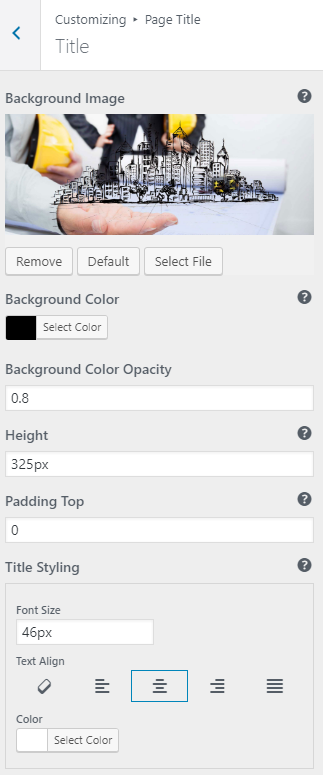 Customizing ▸ Page Title
Title
Background Image
Remove Default Select File
Background Color
Select Color
Background Color Opacity
0.8
Height
325px
Padding Top
0
Title Styling
Font Size
46px
Text Align
Color
Select Color